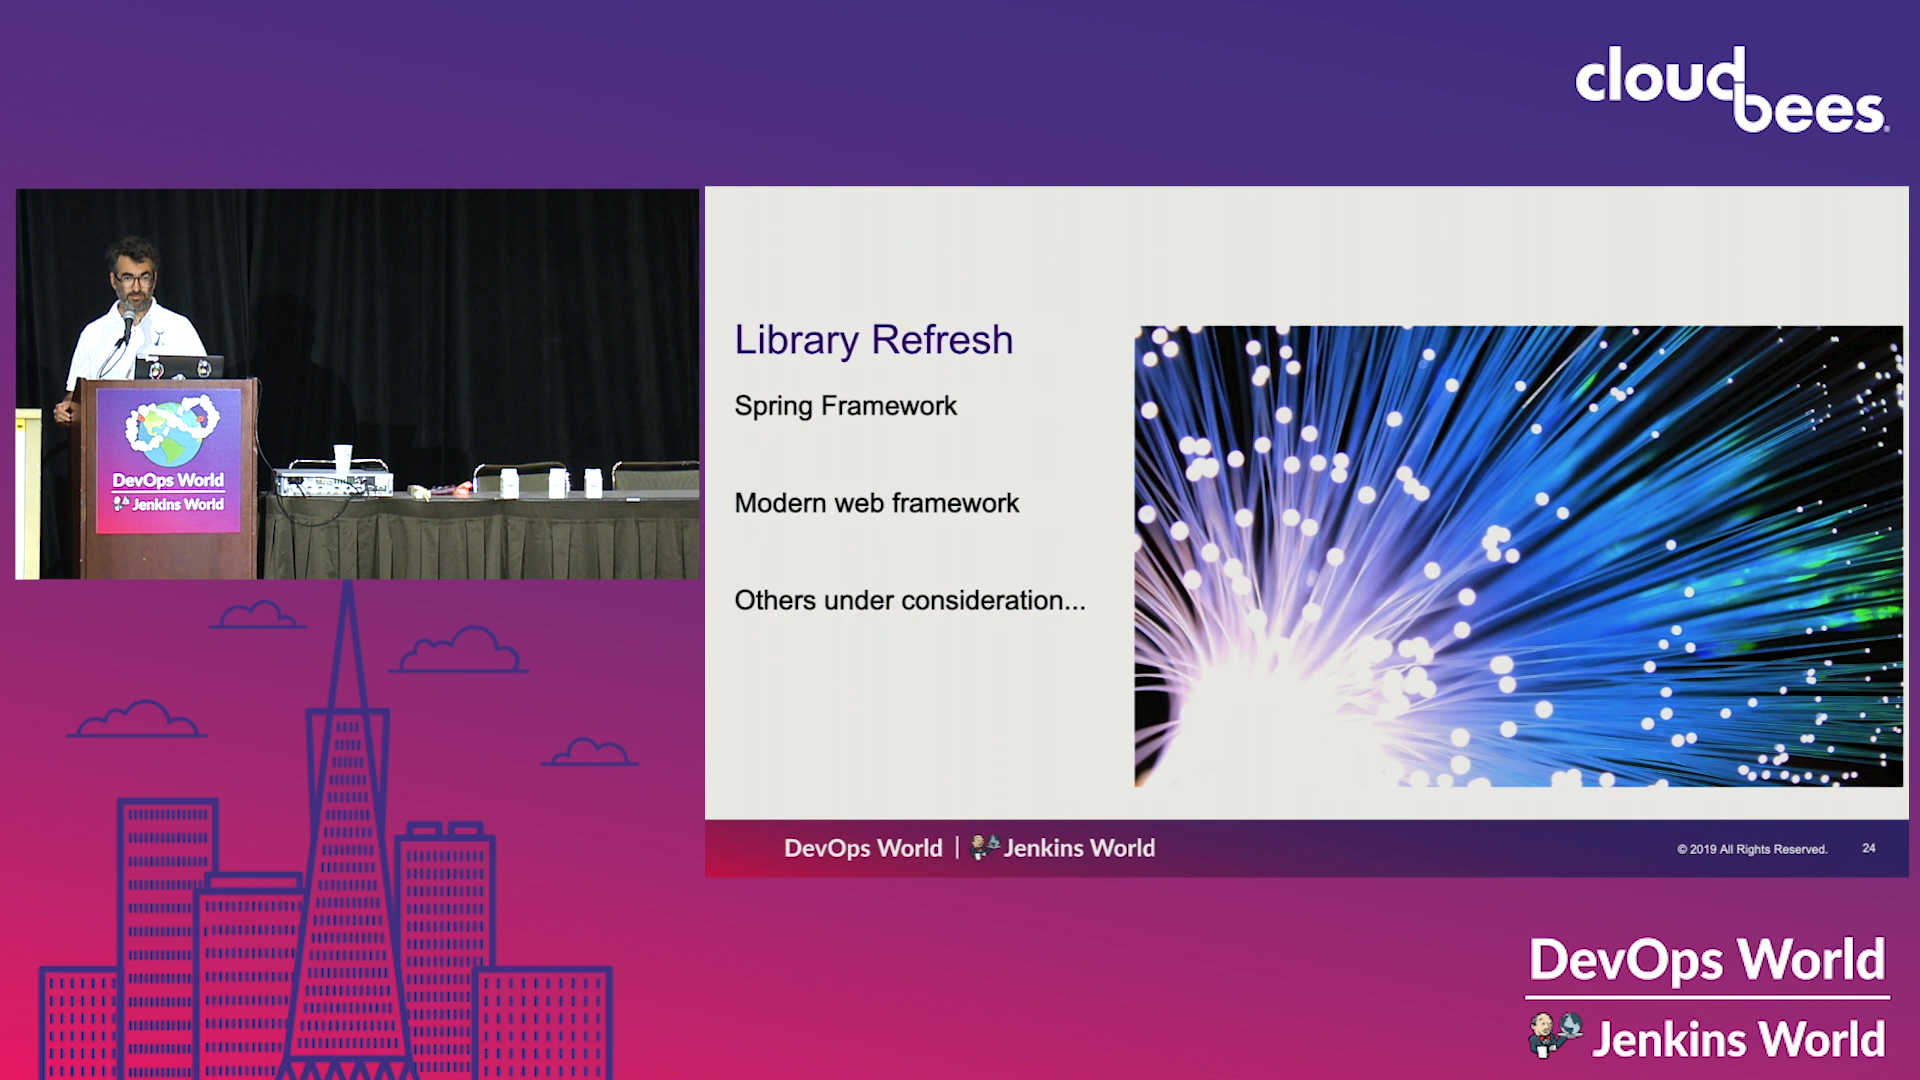 cloudbees
DevOps World
Jenkins World
Library Refresh
Spring Framework
Modern web framework
Others under consideration...
DevOps World | Jenkins World
© 2019 All Rights Reserved. 24
DevOps World
Jenkins World